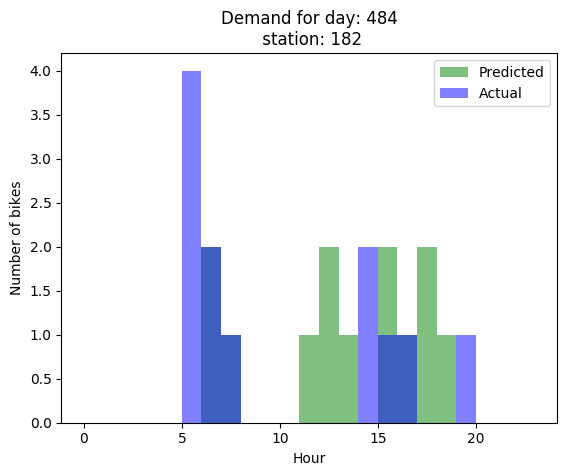 Demand for day: 484
station: 182
Predicted
Actual
4.0
3.5
3.0
2.5
2.0
1.5
1.0
0.5
0.0
Number of bikes
0 5 10 15 20
Hour